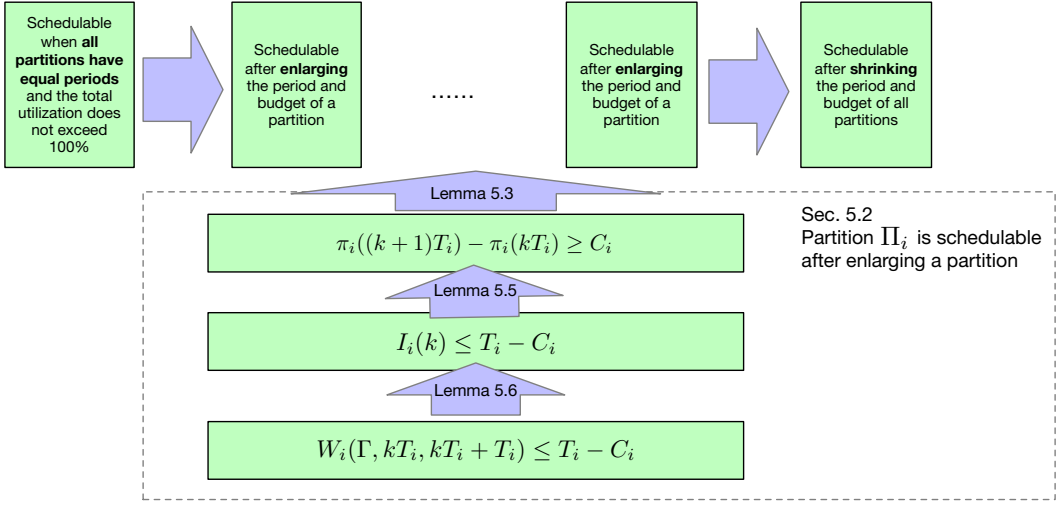 Schedulable
when all
partitions have
equal periods
and the total
utilization does
not exceed
100%
Schedulable
after enlarging
the period and
budget of a
partition
......
Schedulable
after enlarging
the period and
budget of a
partition
Schedulable
after shrinking
the period and
budget of all
partitions
Lemma 5.3
Sec. 5.2
Partition Π_i is schedulable
after enlarging a partition
π_i((k + 1)T_i) − π_i(kT_i) ≥ C_i
Lemma 5.5
I_i(k) ≤ T_i − C_i
Lemma 5.6
W_i(Γ, kT_i, kT_i + T_i) ≤ T_i − C_i